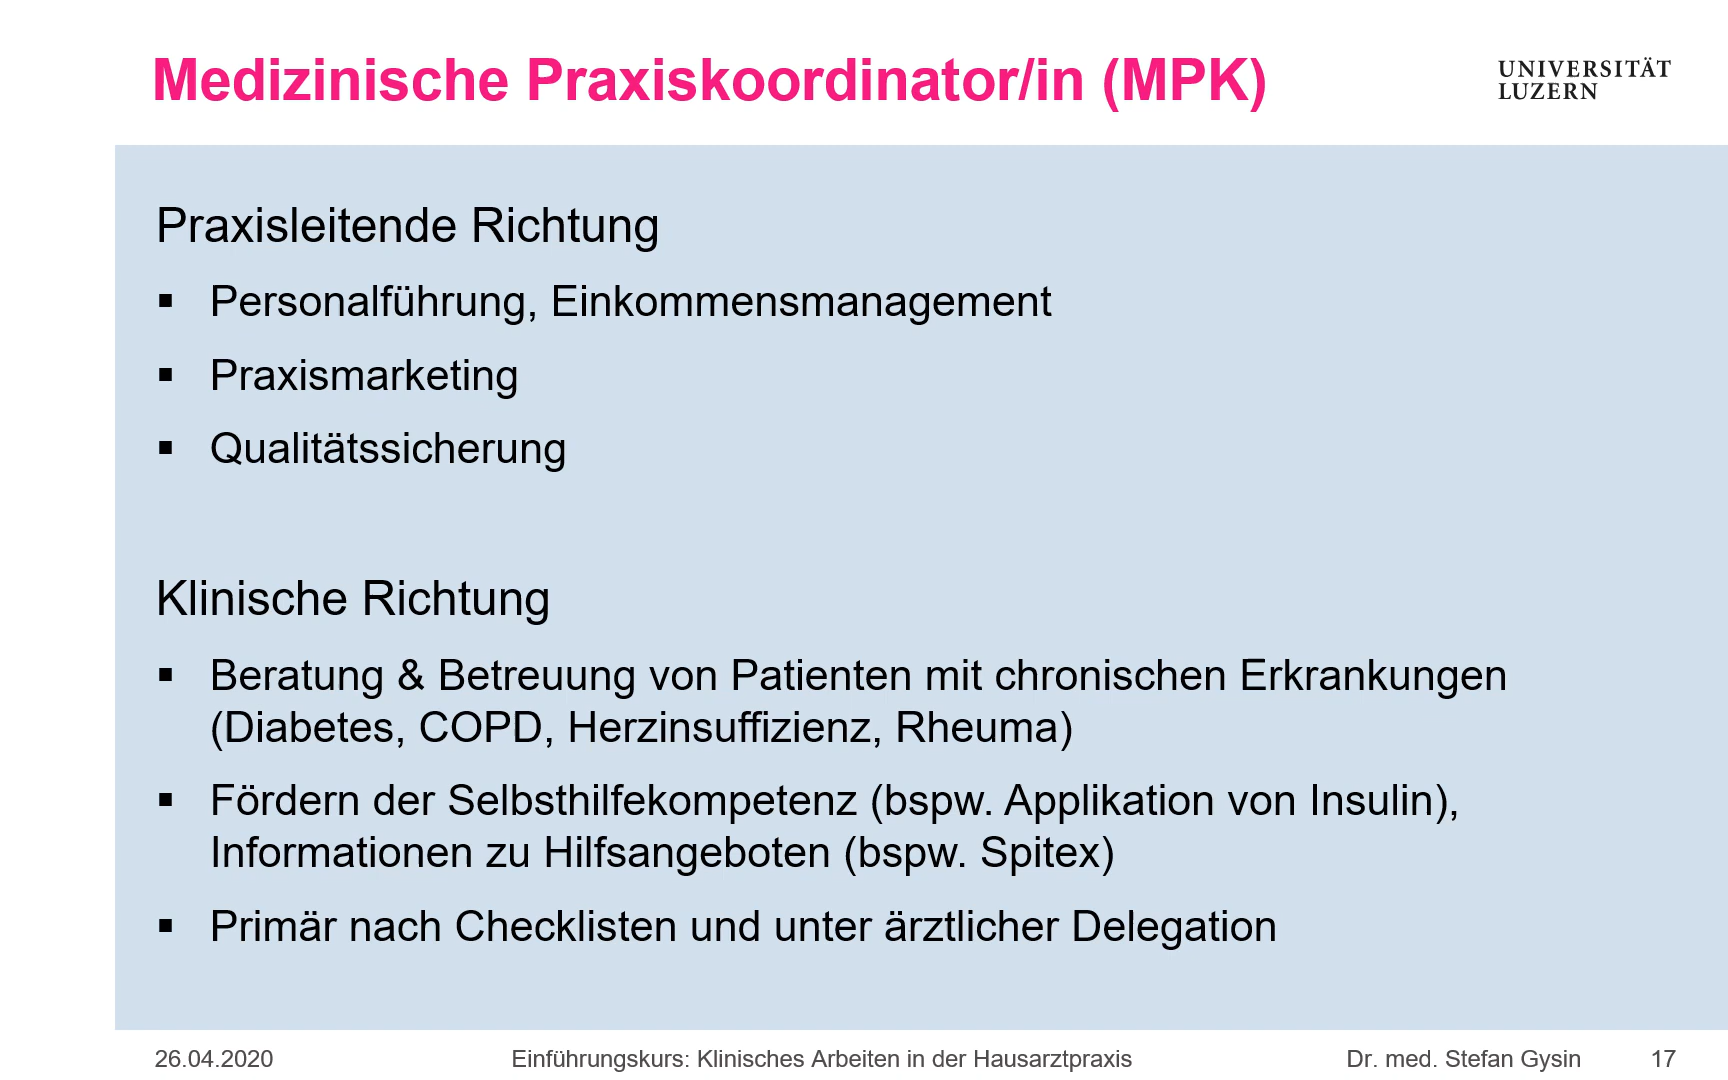 Medizinische Praxiskoordinator/in (MPK)
UNIVERSITÄT
LUZERN
Praxisleitende Richtung
▪ Personalführung, Einkommensmanagement
▪ Praxismarketing
▪ Qualitätssicherung
Klinische Richtung
▪ Beratung & Betreuung von Patienten mit chronischen Erkrankungen
(Diabetes, COPD, Herzinsuffizienz, Rheuma)
▪ Fördern der Selbsthilfekompetenz (bspw. Applikation von Insulin),
Informationen zu Hilfsangeboten (bspw. Spitex)
▪ Primär nach Checklisten und unter ärztlicher Delegation
26.04.2020 Einführungskurs: Klinisches Arbeiten in der Hausarztpraxis Dr. med. Stefan Gysin 17